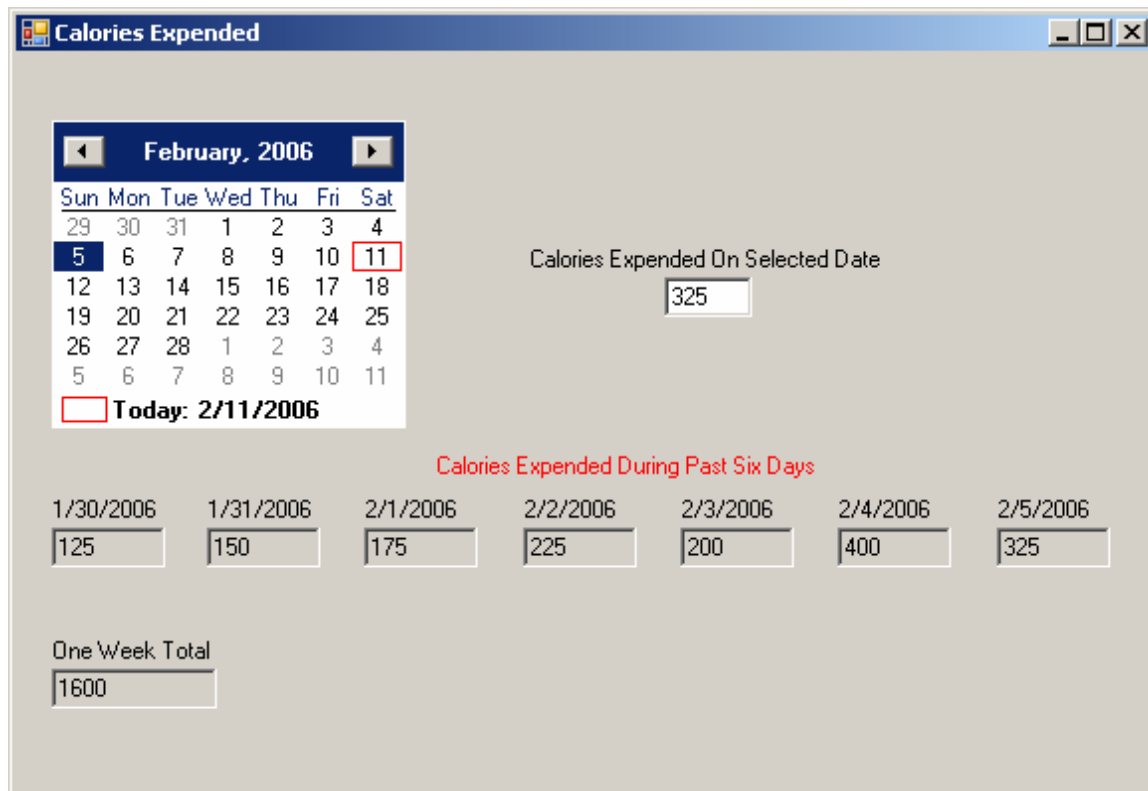 Calories Expended
February, 2006
Sun Mon Tue Wed Thu Fri Sat
29 30 31 1 2 3 4
5 6 7 8 9 10 11
12 13 14 15 16 17 18
19 20 21 22 23 24 25
26 27 28 1 2 3 4
5 6 7 8 9 10 11
Today: 2/11/2006
Calories Expended On Selected Date
325
Calories Expended During Past Six Days
1/30/2006 1/31/2006 2/1/2006 2/2/2006 2/3/2006 2/4/2006 2/5/2006
125 150 175 225 200 400 325
One Week Total
1600